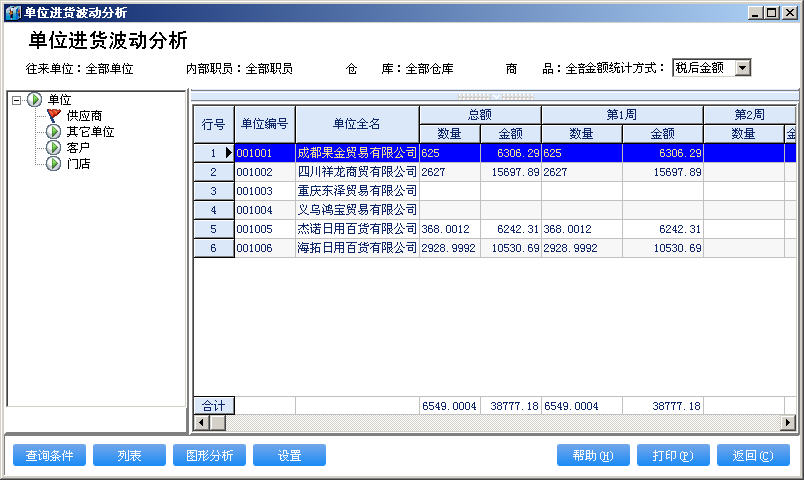 单位进货波动分析
单位进货波动分析
往来单位：全部单位 内部职员：全部职员 仓 库：全部仓库 商 品：全部 金额统计方式： 税后金额
单位
供应商
其它单位
客户
门店
行号 单位编号 单位全名 总额 第1周 第2周
数量 金额 数量 金额 数量 金
1 001001 成都果金贸易有限公司 625 6306.29 625 6306.29
2 001002 四川祥龙商贸有限公司 2627 15697.89 2627 15697.89
3 001003 重庆东泽贸易有限公司
4 001004 义乌鸿宝贸易有限公司
5 001005 杰诺日用百货有限公司 368.0012 6242.31 368.0012 6242.31
6 001006 海拓日用百货有限公司 2928.9992 10530.69 2928.9992 10530.69
合计 6549.0004 38777.18 6549.0004 38777.18
查询条件 列表 图形分析 设置 帮助(H) 打印(P) 返回(C)